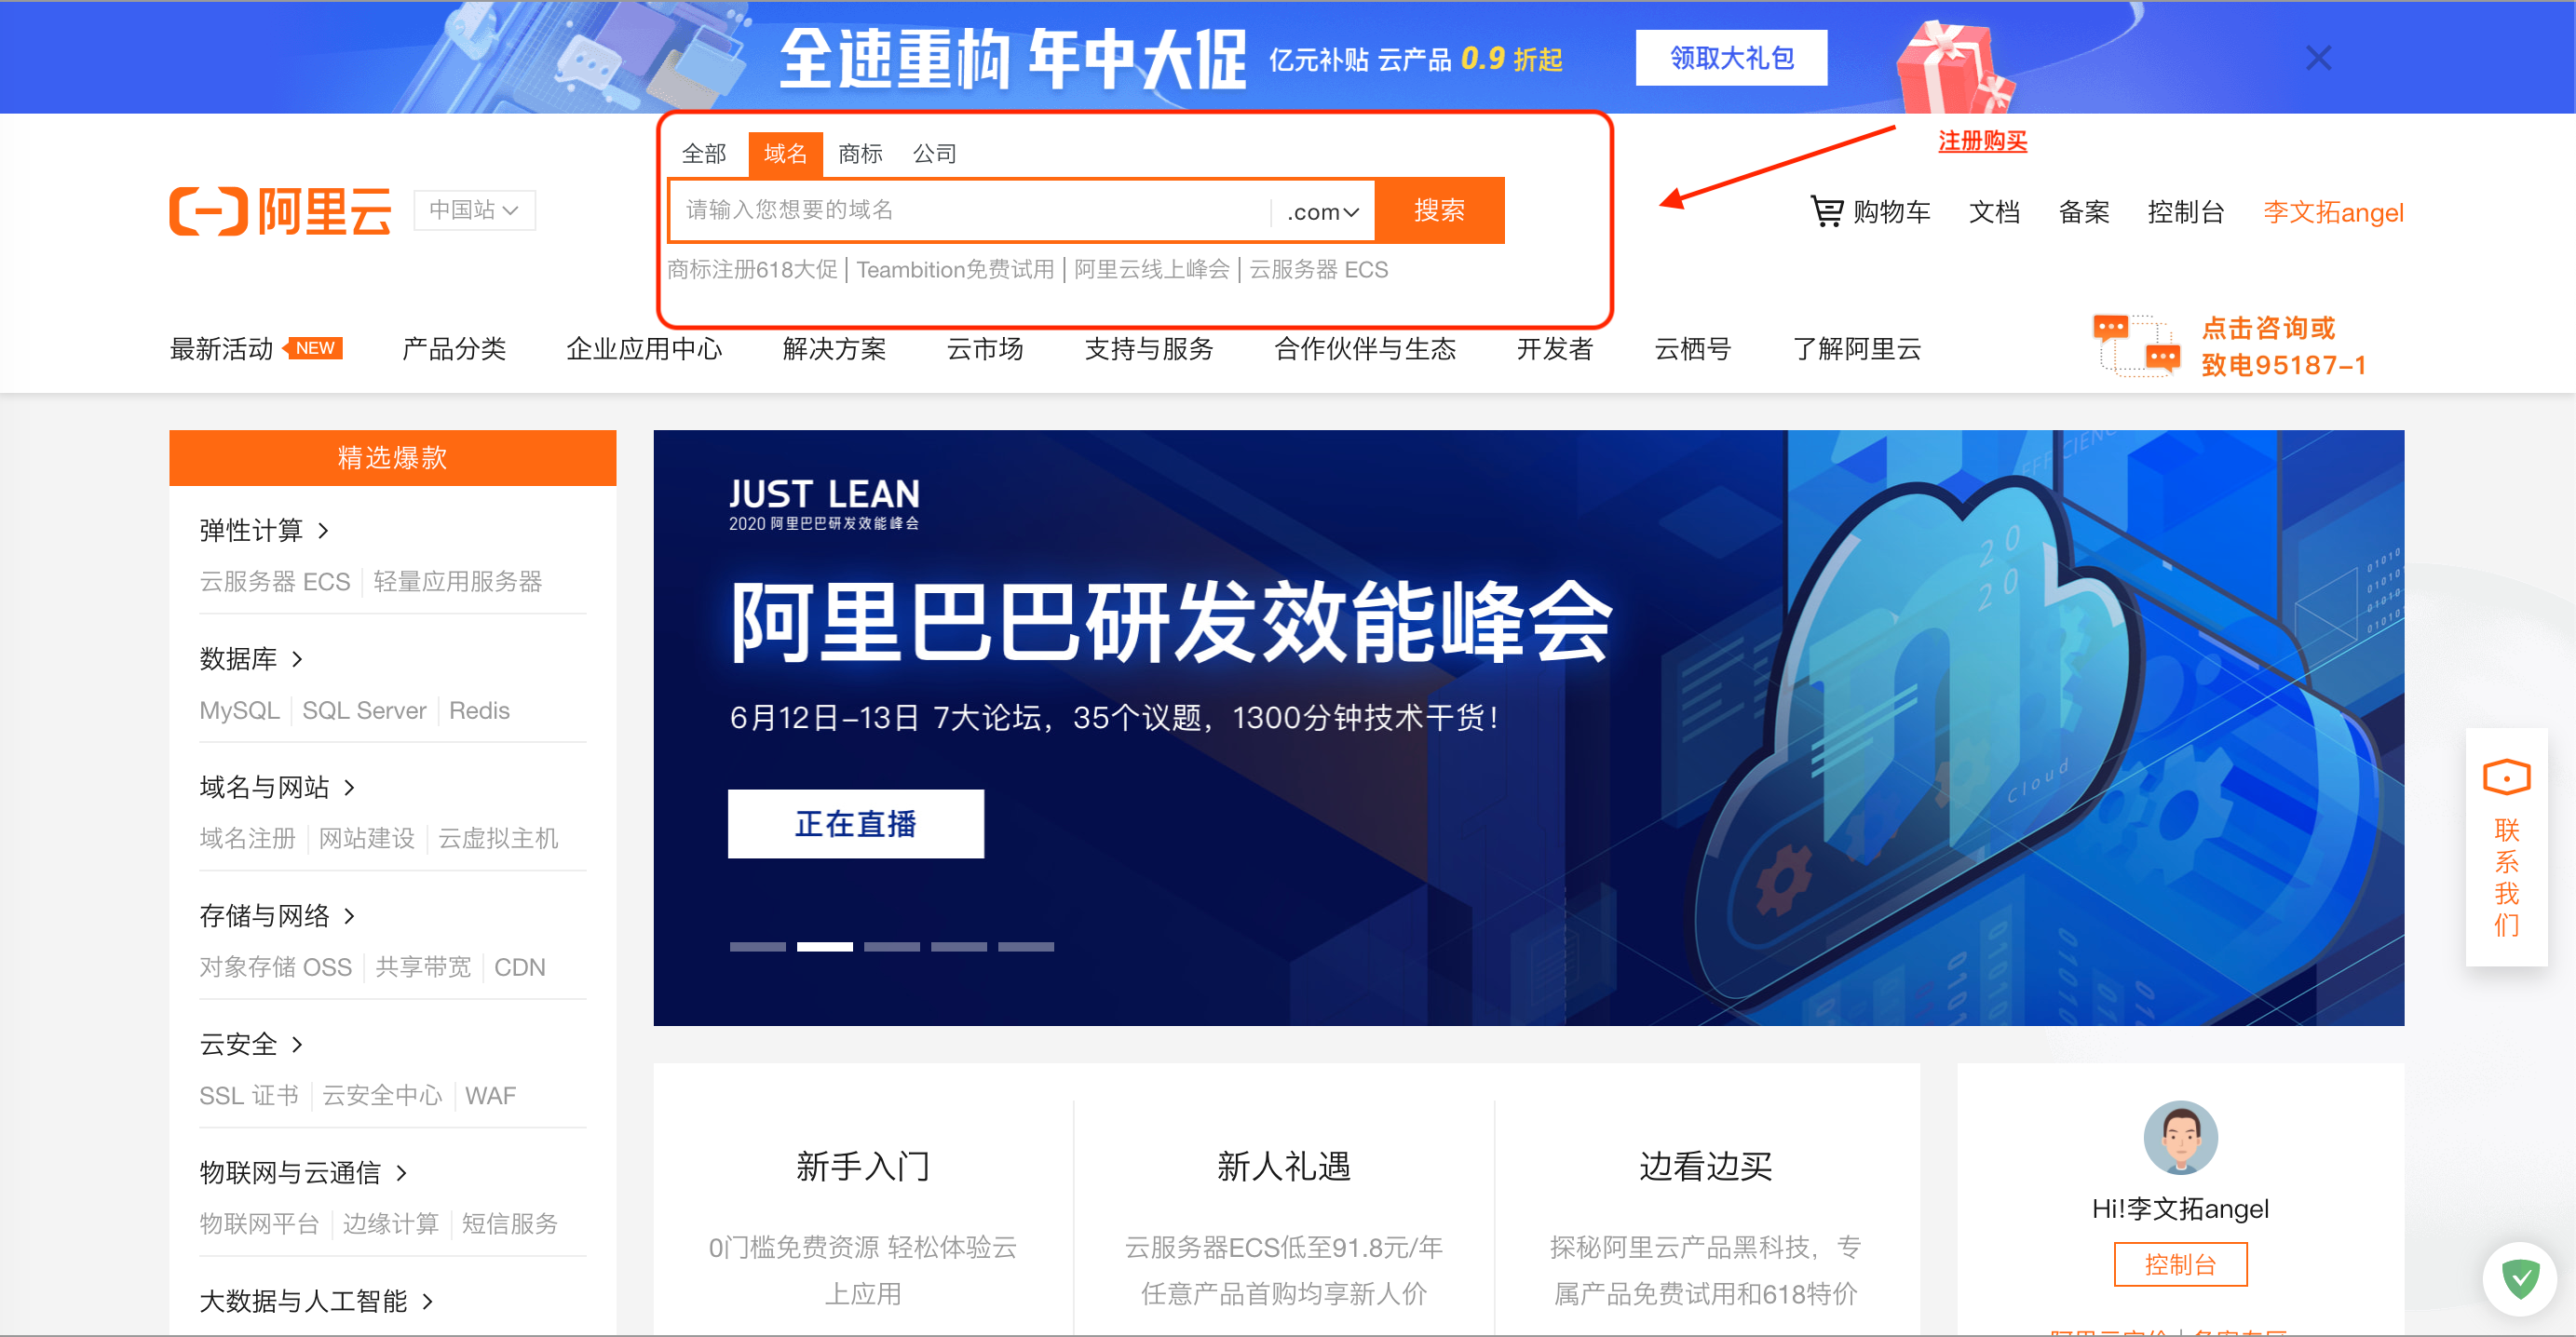 全速重构 年中大促 亿元补贴 云产品 0.9 折起 领取大礼包
注册购买
全部 域名 商标 公司
阿里云 中国站
请输入您想要的域名 .com 搜索
购物车 文档 备案 控制台 李文拓angel
商标注册618大促 | Teambition免费试用 | 阿里云线上峰会 | 云服务器 ECS
最新活动 NEW 产品分类 企业应用中心 解决方案 云市场 支持与服务 合作伙伴与生态 开发者 云栖号 了解阿里云
点击咨询或
致电95187-1
精选爆款
弹性计算
云服务器 ECS 轻量应用服务器
数据库
MySQL SQL Server Redis
域名与网站
域名注册 网站建设 云虚拟主机
存储与网络
对象存储 OSS 共享带宽 CDN
云安全
SSL 证书 云安全中心 WAF
物联网与云通信
物联网平台 边缘计算 短信服务
大数据与人工智能
JUST LEAN
2020 阿里巴巴研发效能峰会
阿里巴巴研发效能峰会
6月12日-13日 7大论坛，35个议题，1300分钟技术干货！
正在直播
20
20
Cloud
联系我们
新手入门
0门槛免费资源 轻松体验云
上应用
新人礼遇
云服务器ECS低至91.8元/年
任意产品首购均享新人价
边看边买
探秘阿里云产品黑科技，专
属产品免费试用和618特价
Hi!李文拓angel
控制台